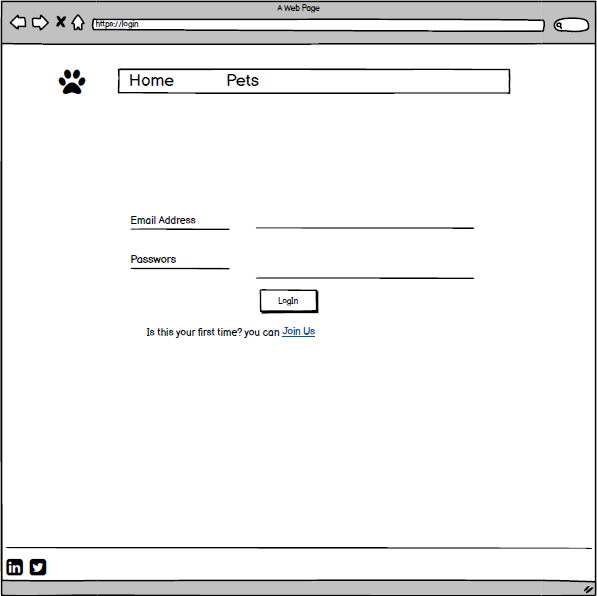 A Web Page
https://login
Home Pets
Email Address
Passwors
LogIn
Is this your first time? you can Join Us
in